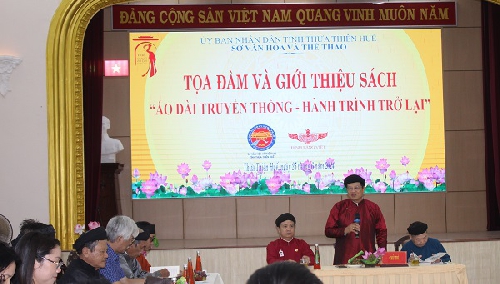 ĐẢNG CỘNG SẢN VIỆT NAM QUANG VINH MUÔN NĂM.
ỦY BAN NHÂN DÂN TỈNH THỪA THIÊN HUẾ
SỞ VĂN HÓA VÀ THỂ THAO
TỌA ĐÀM VÀ GIỚI THIỆU SÁCH
“ÁO DÀI TRUYỀN THỐNG - HÀNH TRÌNH TRỞ LẠI”